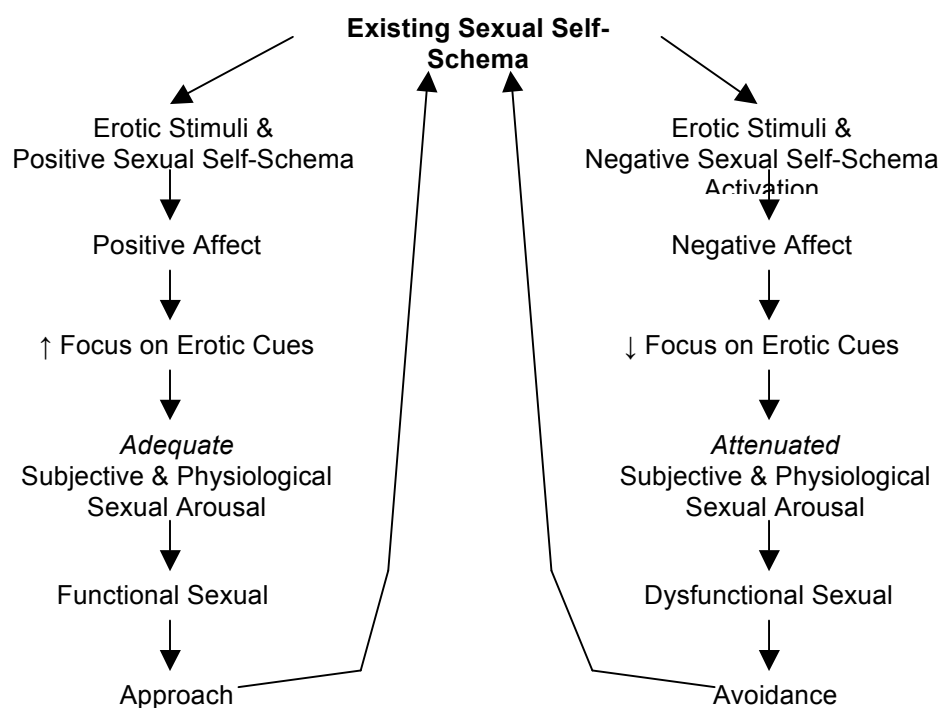 Existing Sexual Self-
Schema
Erotic Stimuli &
Positive Sexual Self-Schema
Positive Affect
↑ Focus on Erotic Cues
Adequate
Subjective & Physiological
Sexual Arousal
Functional Sexual
Approach
Erotic Stimuli &
Negative Sexual Self-Schema
Activation
Negative Affect
↓ Focus on Erotic Cues
Attenuated
Subjective & Physiological
Sexual Arousal
Dysfunctional Sexual
Avoidance